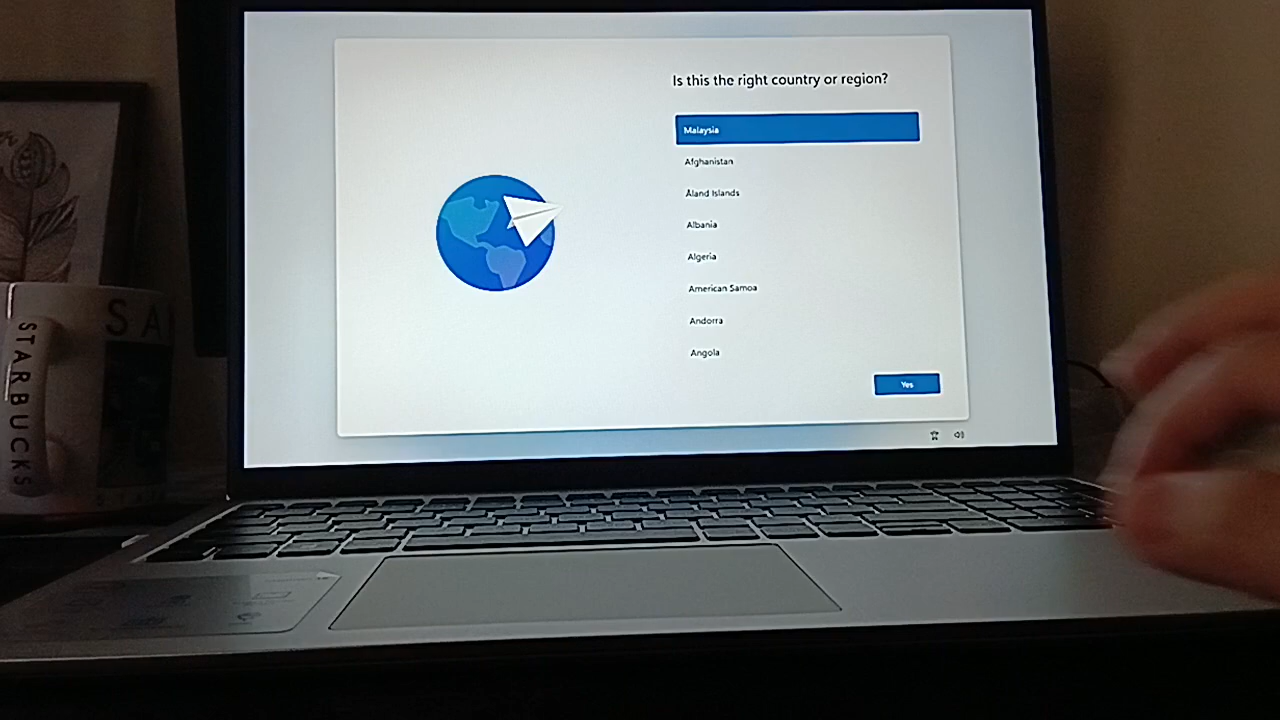 Is this the right country or region?
Malaysia
Afghanistan
Åland Islands
Albania
Algeria
American Samoa
Andorra
Angola
Yes
STARBUCKS
SA